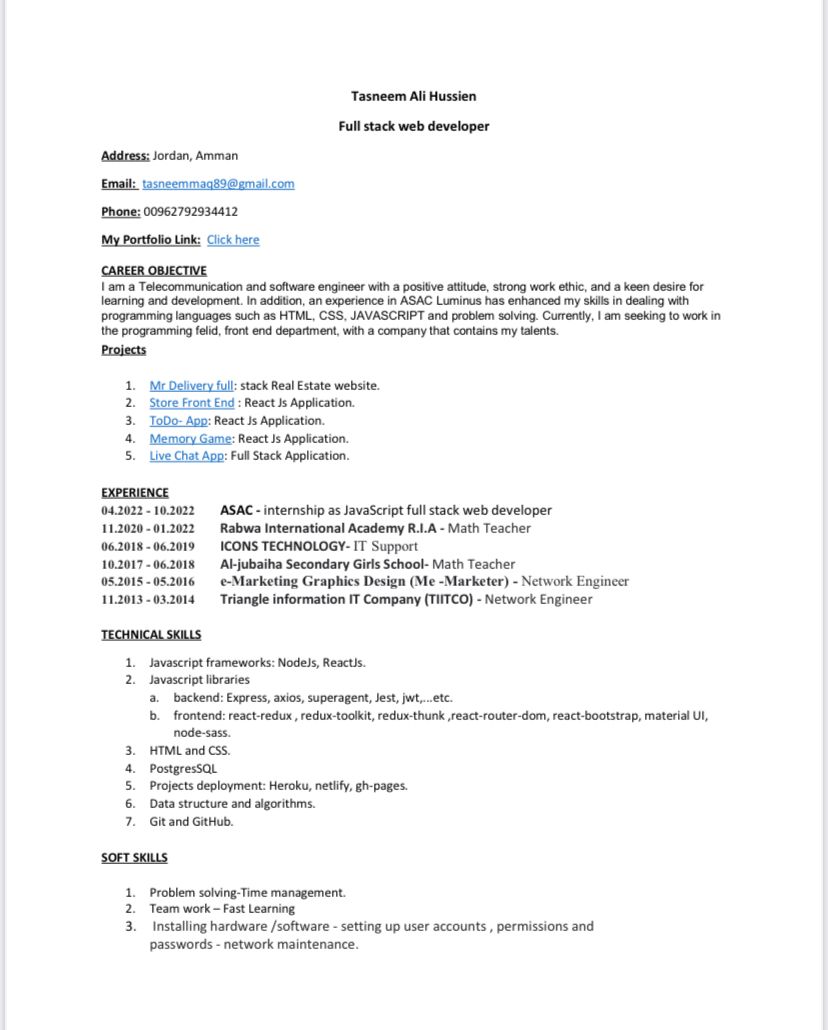 Tasneem Ali Hussien
Full stack web developer
Address: Jordan, Amman
Email: tasneemmaq89@gmail.com
Phone: 00962792934412
My Portfolio Link: Click here
CAREER OBJECTIVE
I am a Telecommunication and software engineer with a positive attitude, strong work ethic, and a keen desire for
learning and development. In addition, an experience in ASAC Luminus has enhanced my skills in dealing with
programming languages such as HTML, CSS, JAVASCRIPT and problem solving. Currently, I am seeking to work in
the programming felid, front end department, with a company that contains my talents.
Projects
1. Mr Delivery full: stack Real Estate website.
2. Store Front End : React Js Application.
3. ToDo- App: React Js Application.
4. Memory Game: React Js Application.
5. Live Chat App: Full Stack Application.
EXPERIENCE
04.2022 - 10.2022 ASAC - internship as JavaScript full stack web developer
11.2020 - 01.2022 Rabwa International Academy R.I.A - Math Teacher
06.2018 - 06.2019 ICONS TECHNOLOGY- IT Support
10.2017 - 06.2018 Al-jubaiha Secondary Girls School- Math Teacher
05.2015 - 05.2016 e-Marketing Graphics Design (Me -Marketer) - Network Engineer
11.2013 - 03.2014 Triangle information IT Company (TIITCO) - Network Engineer
TECHNICAL SKILLS
1. Javascript frameworks: NodeJs, ReactJs.
2. Javascript libraries
a. backend: Express, axios, superagent, Jest, jwt,...etc.
b. frontend: react-redux , redux-toolkit, redux-thunk ,react-router-dom, react-bootstrap, material UI,
node-sass.
3. HTML and CSS.
4. PostgresSQL
5. Projects deployment: Heroku, netlify, gh-pages.
6. Data structure and algorithms.
7. Git and GitHub.
SOFT SKILLS
1. Problem solving-Time management.
2. Team work – Fast Learning
3. Installing hardware /software - setting up user accounts , permissions and
passwords - network maintenance.